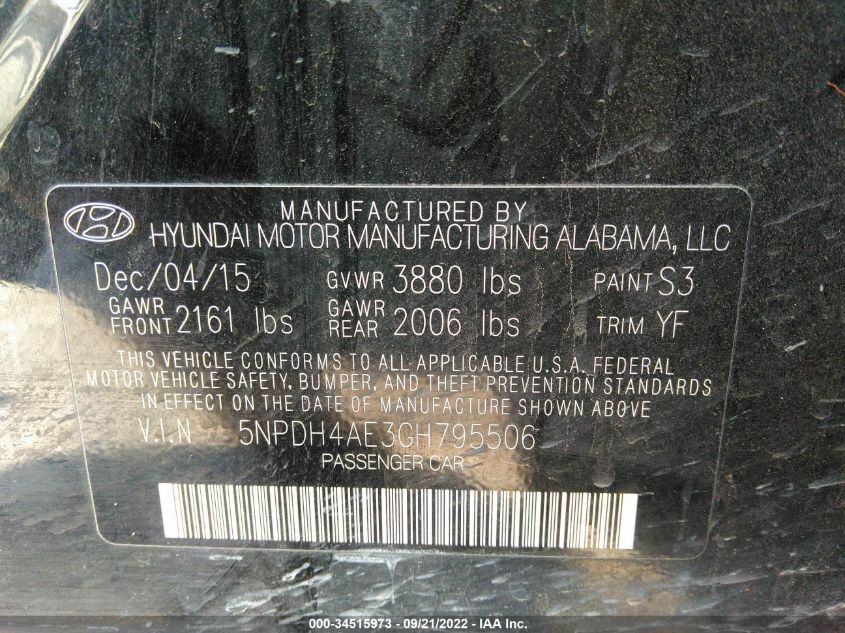 MANUFACTURED BY
HYUNDAI MOTOR MANUFACTURING ALABAMA, LLC
Dec/04/15 GVWR 3880 lbs PAINT S3
GAWR FRONT 2161 lbs GAWR REAR 2006 lbs TRIM YF
THIS VEHICLE CONFORMS TO ALL APPLICABLE U.S.A. FEDERAL
MOTOR VEHICLE SAFETY, BUMPER, AND THEFT PREVENTION STANDARDS
IN EFFECT ON THE DATE OF MANUFACTURE SHOWN ABOVE
V.I.N 5NPDH4AE3GH795506
PASSENGER CAR
000-34515973 - 09/21/2022 - IAA Inc.